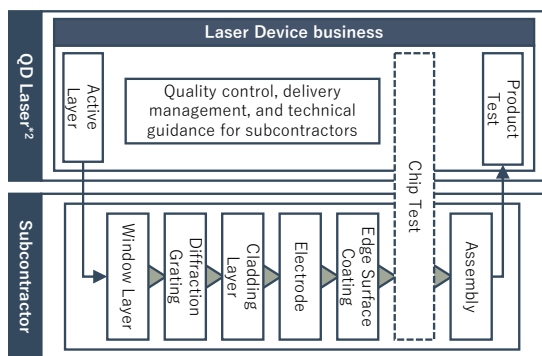 Laser Device business
QD Laser*2
Active
Layer
Quality control, delivery
management, and technical
guidance for subcontractors
Chip Test
Product
Test
Subcontractor
Window Layer
Diffraction
Grating
Cladding
Layer
Electrode
Edge Surface
Coating
Assembly